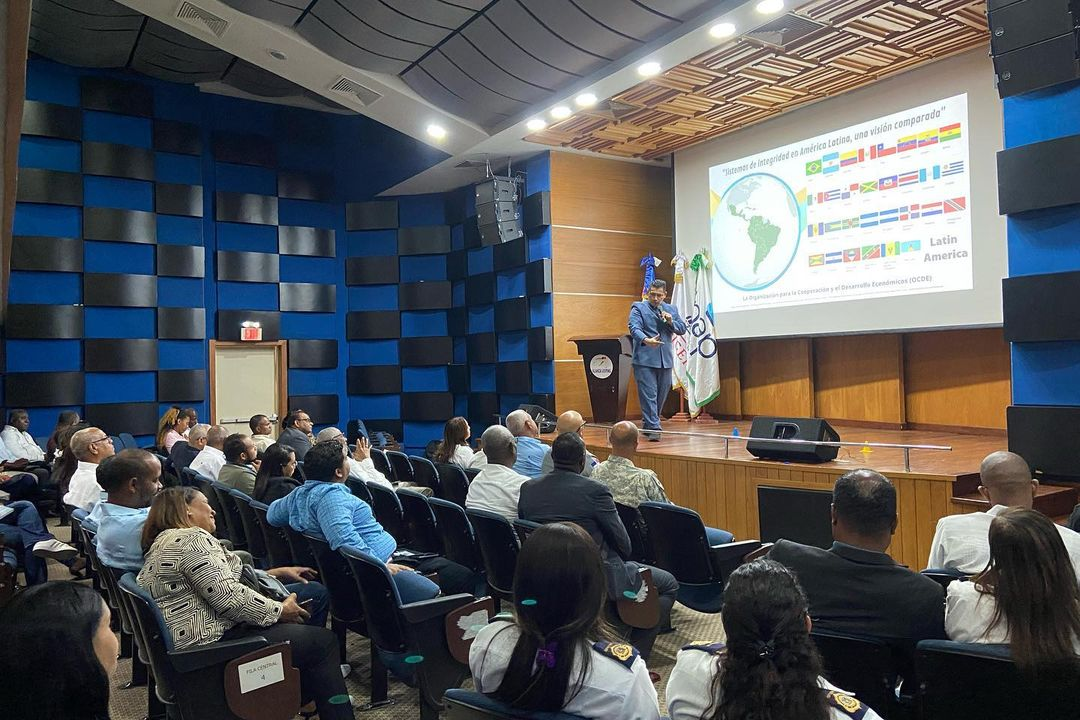 "Sistemas de Integridad en América Latina, una visión comparada"
Latin
America
La Organización para la Cooperación y el Desarrollo Económicos (OCDE)
FILA CENTRAL
4